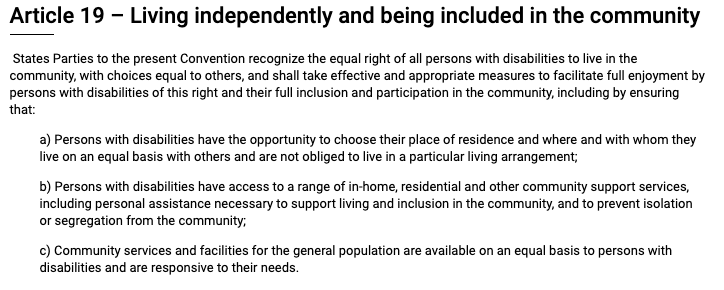 Article 19 – Living independently and being included in the community
States Parties to the present Convention recognize the equal right of all persons with disabilities to live in the
community, with choices equal to others, and shall take effective and appropriate measures to facilitate full enjoyment by
persons with disabilities of this right and their full inclusion and participation in the community, including by ensuring
that:
a) Persons with disabilities have the opportunity to choose their place of residence and where and with whom they
live on an equal basis with others and are not obliged to live in a particular living arrangement;
b) Persons with disabilities have access to a range of in-home, residential and other community support services,
including personal assistance necessary to support living and inclusion in the community, and to prevent isolation
or segregation from the community;
c) Community services and facilities for the general population are available on an equal basis to persons with
disabilities and are responsive to their needs.